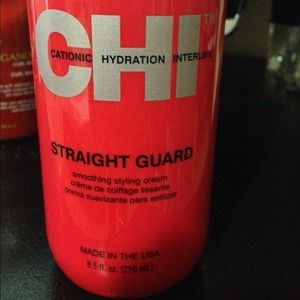 CHI™
CATIONIC HYDRATION INTERLINK
STRAIGHT GUARD
smoothing styling cream
crème de coiffage lissante
crema suavizante para estilizar
MADE IN THE USA
8.5 fl.oz. (250 mL)